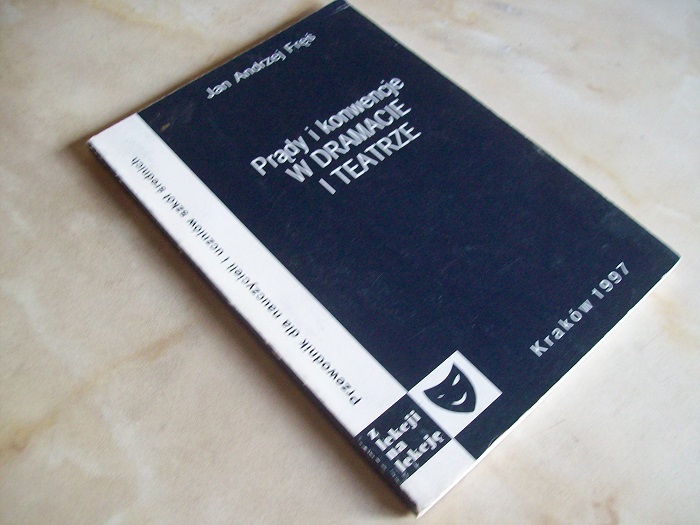 Jan Andrzej Fręś
Prądy i konwencje
W DRAMACIE
I TEATRZE
Przewodnik dla nauczycieli i uczniów szkół średnich
Kraków 1997
z
lekcji
na
lekcję